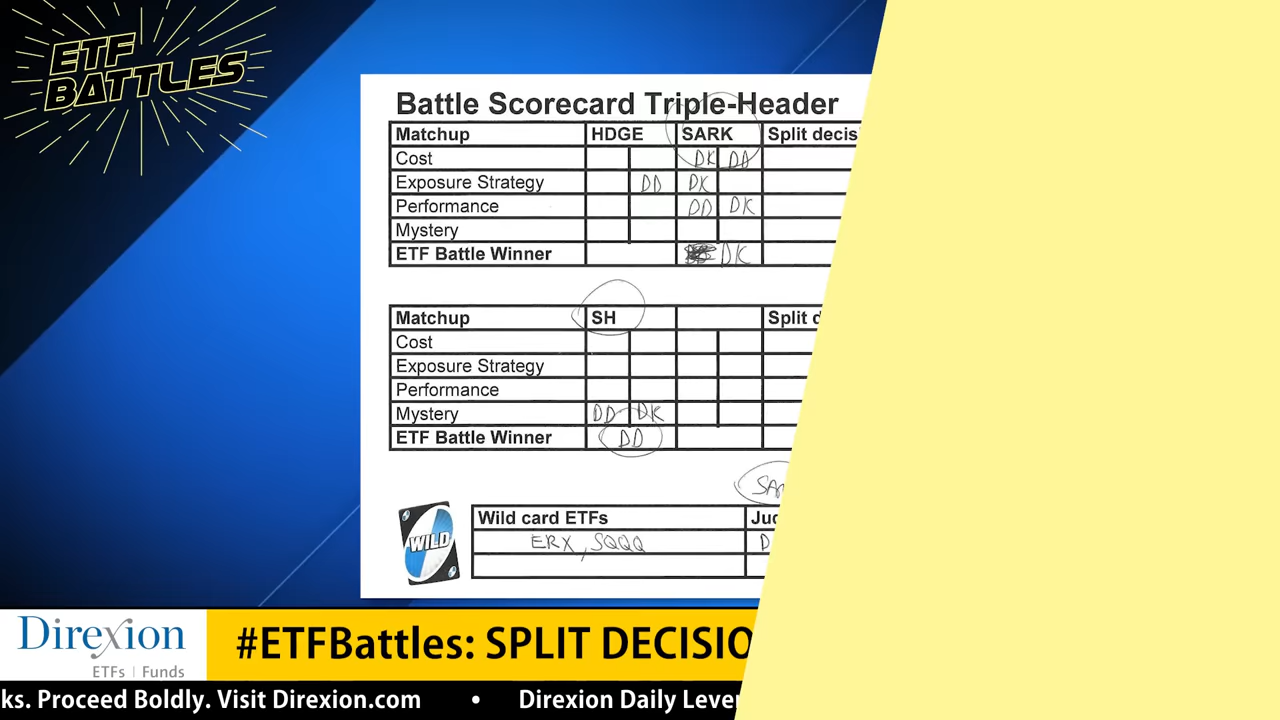 ETF
BATTLES
Battle Scorecard Triple-Header
Matchup HDGE SARK Split decis
Cost DK DD
Exposure Strategy DD DK
Performance DD DK
Mystery
ETF Battle Winner DK
Matchup SH Split d
Cost
Exposure Strategy
Performance
Mystery DD DK
ETF Battle Winner DD
Wild card ETFs Jud
WILD ERX, SQQQ D
Direxion
ETFs | Funds
#ETFBattles: SPLIT DECISIO
ks. Proceed Boldly. Visit Direxion.com • Direxion Daily Lever